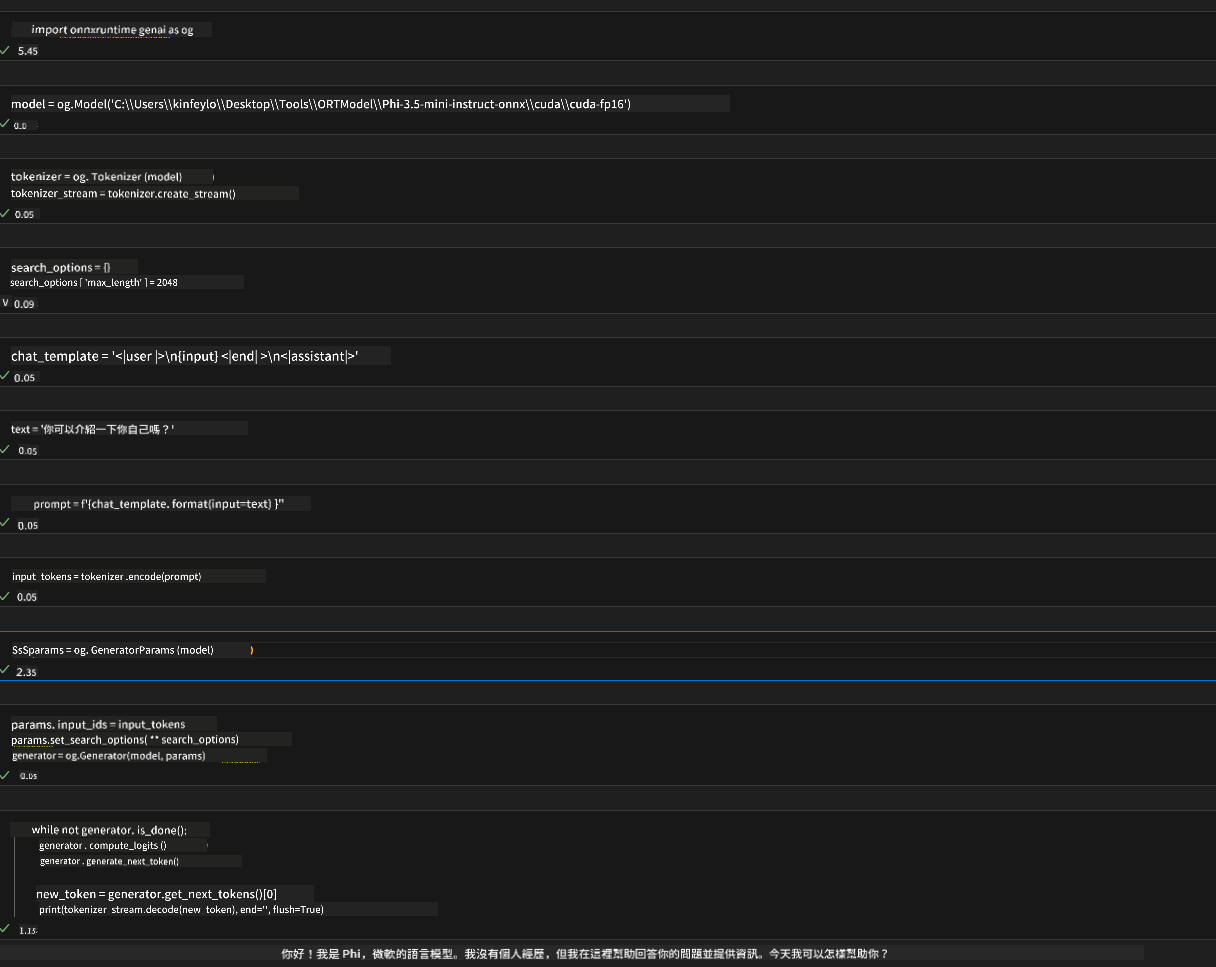 import onnxruntime genai as og
✓ 5.45
model = og.Model('C:\\Users\\kinfeylo\\Desktop\\Tools\\ORTModel\\Phi-3.5-mini-instruct-onnx\\cuda\\cuda-fp16')
✓ 0.0
tokenizer = og. Tokenizer (model) )
tokenizer_stream = tokenizer.create_stream()
✓ 0.05
search_options = {}
search_options [ 'max_length' ] = 2048
V 0.09
chat_template = '<|user |>\n{input} <|end| >\n<|assistant|>'
✓ 0.05
text = '你可以介紹一下你自己嗎？'
✓ 0.05
prompt = f'{chat_template. format(input=text) }"
✓ 0.05
input_tokens = tokenizer .encode(prompt)
✓ 0.05
SsSparams = og. GeneratorParams (model) )
✓ 2.35
params. input_ids = input_tokens
params.set_search_options( ** search_options)
generator = og.Generator(model, params)
✓ 0.05
while not generator. is_done():
generator . compute_logits ()
generator . generate_next_token()
new_token = generator.get_next_tokens()[0]
print(tokenizer_stream.decode(new_token), end='', flush=True)
✓ 1.15
你好！我是 Phi，微軟的語言模型。我沒有個人經歷，但我在這裡幫助回答你的問題並提供資訊。今天我可以怎樣幫助你？